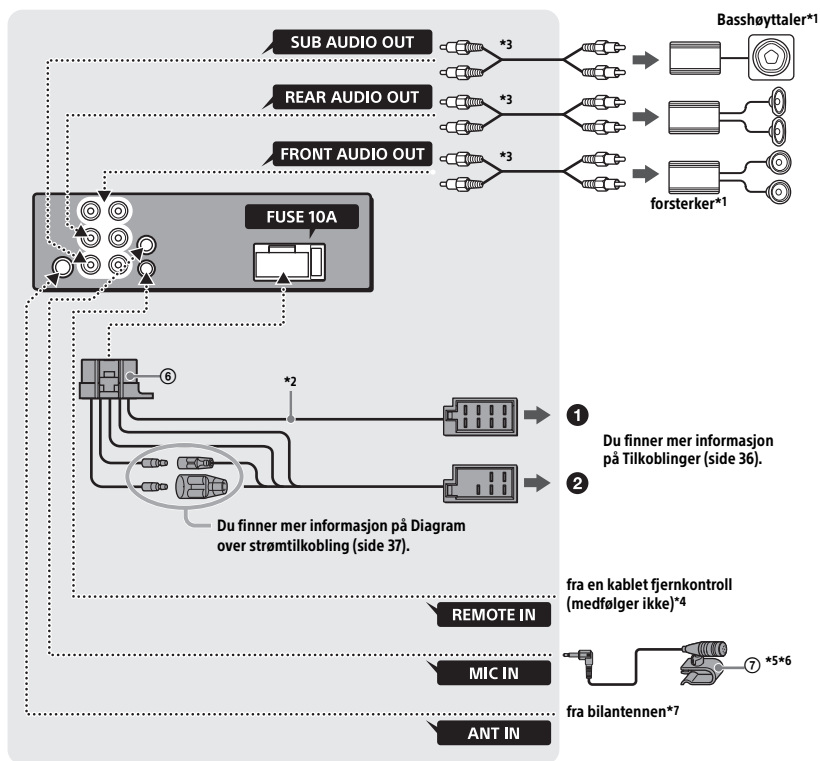 Basshøyttaler*1
SUB AUDIO OUT
*3
REAR AUDIO OUT
*3
FRONT AUDIO OUT
*3
forsterker*1
FUSE 10A
⑥
*2
❶
Du finner mer informasjon
på Tilkoblinger (side 36).
❷
Du finner mer informasjon på Diagram
over strømtilkobling (side 37).
fra en kablet fjernkontroll
(medfølger ikke)*4
REMOTE IN
⑦ *5*6
MIC IN
fra bilantennen*7
ANT IN